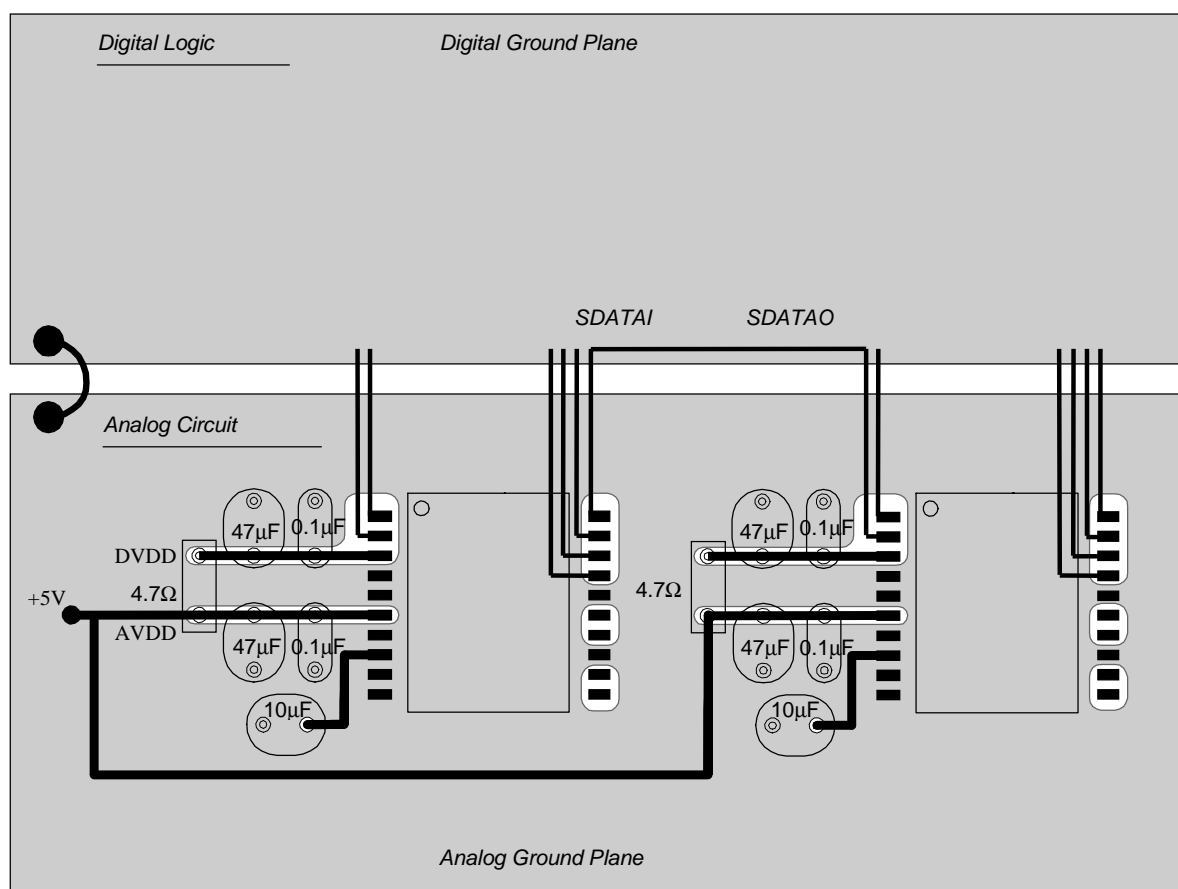 Digital Logic
Digital Ground Plane
SDATAI
SDATAO
Analog Circuit
47µF
0.1µF
47µF
0.1µF
DVDD
4.7Ω
4.7Ω
+5V
AVDD
47µF
0.1µF
47µF
0.1µF
10µF
10µF
Analog Ground Plane